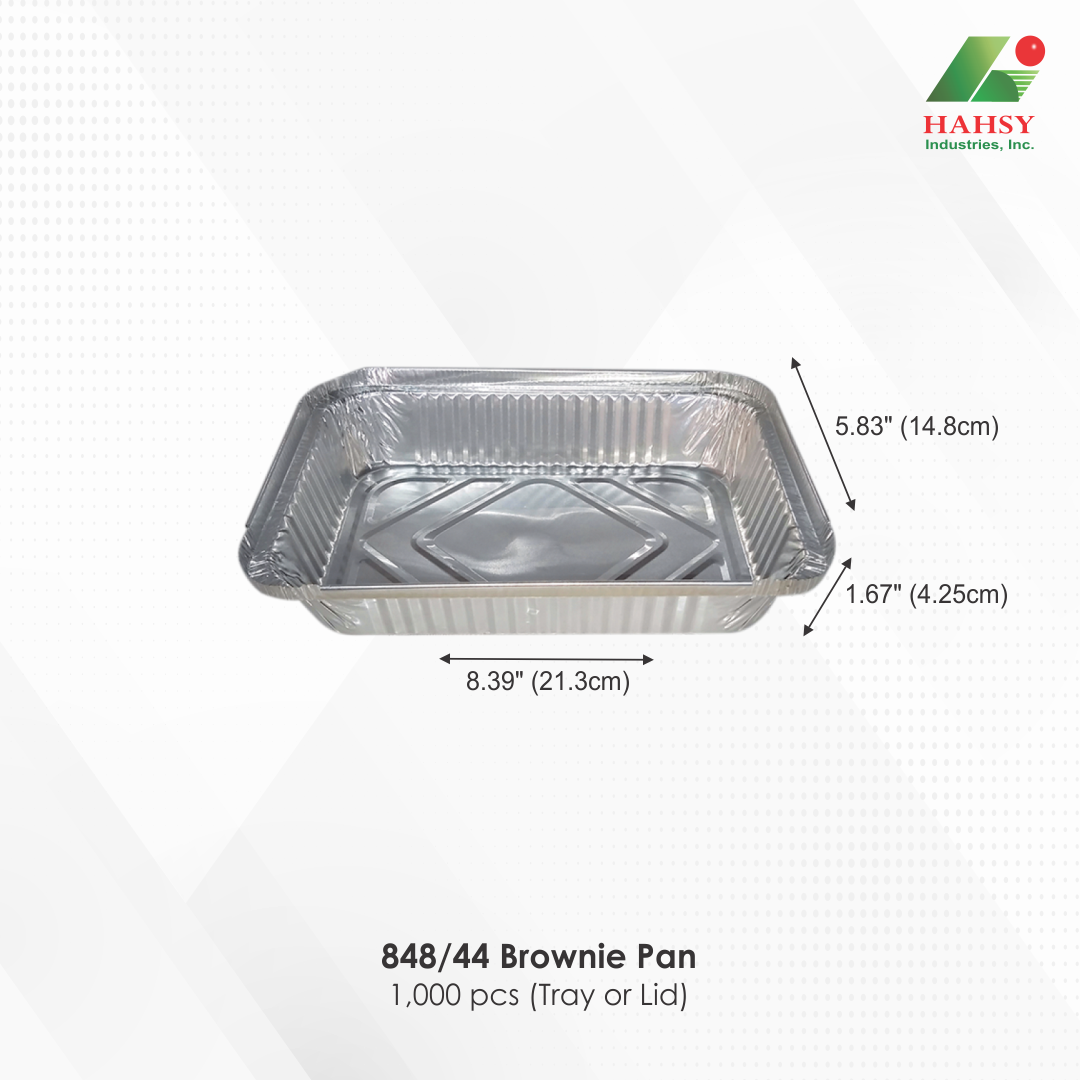 HAHSY
Industries, Inc.
5.83" (14.8cm)
1.67" (4.25cm)
8.39" (21.3cm)
848/44 Brownie Pan
1,000 pcs (Tray or Lid)